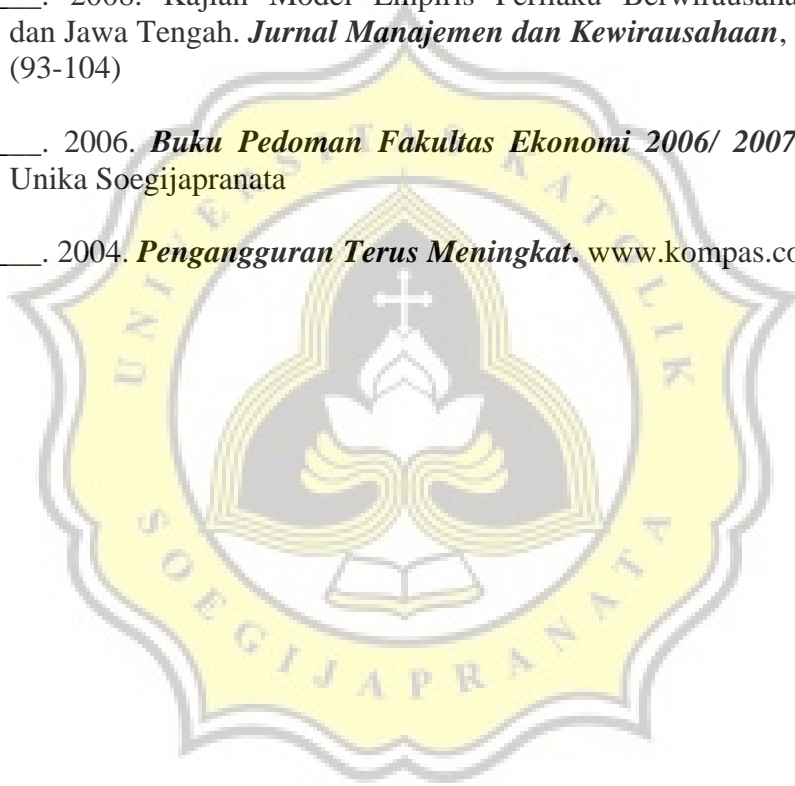 ___. 2008. Kajian Model Empiris Perilaku Berwirausaha
dan Jawa Tengah. Jurnal Manajemen dan Kewirausahaan,
(93-104)
___. 2006. Buku Pedoman Fakultas Ekonomi 2006/ 2007
Unika Soegijapranata
___. 2004. Pengangguran Terus Meningkat. www.kompas.co
UNIVERSITAS KATOLIK
SOEGIJAPRANATA